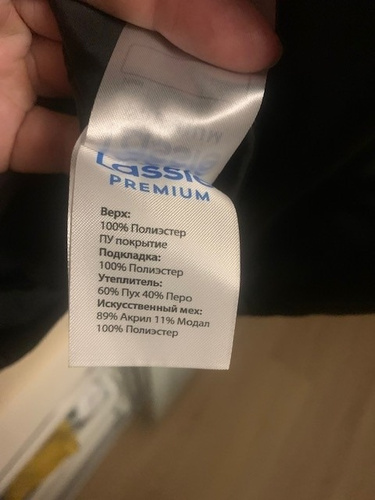 Lassie
PREMIUM
Верх:
100% Полиэстер
ПУ покрытие
Подкладка:
100% Полиэстер
Утеплитель:
60% Пух 40% Перо
Искусственный мех:
89% Акрил 11% Модал
100% Полиэстер